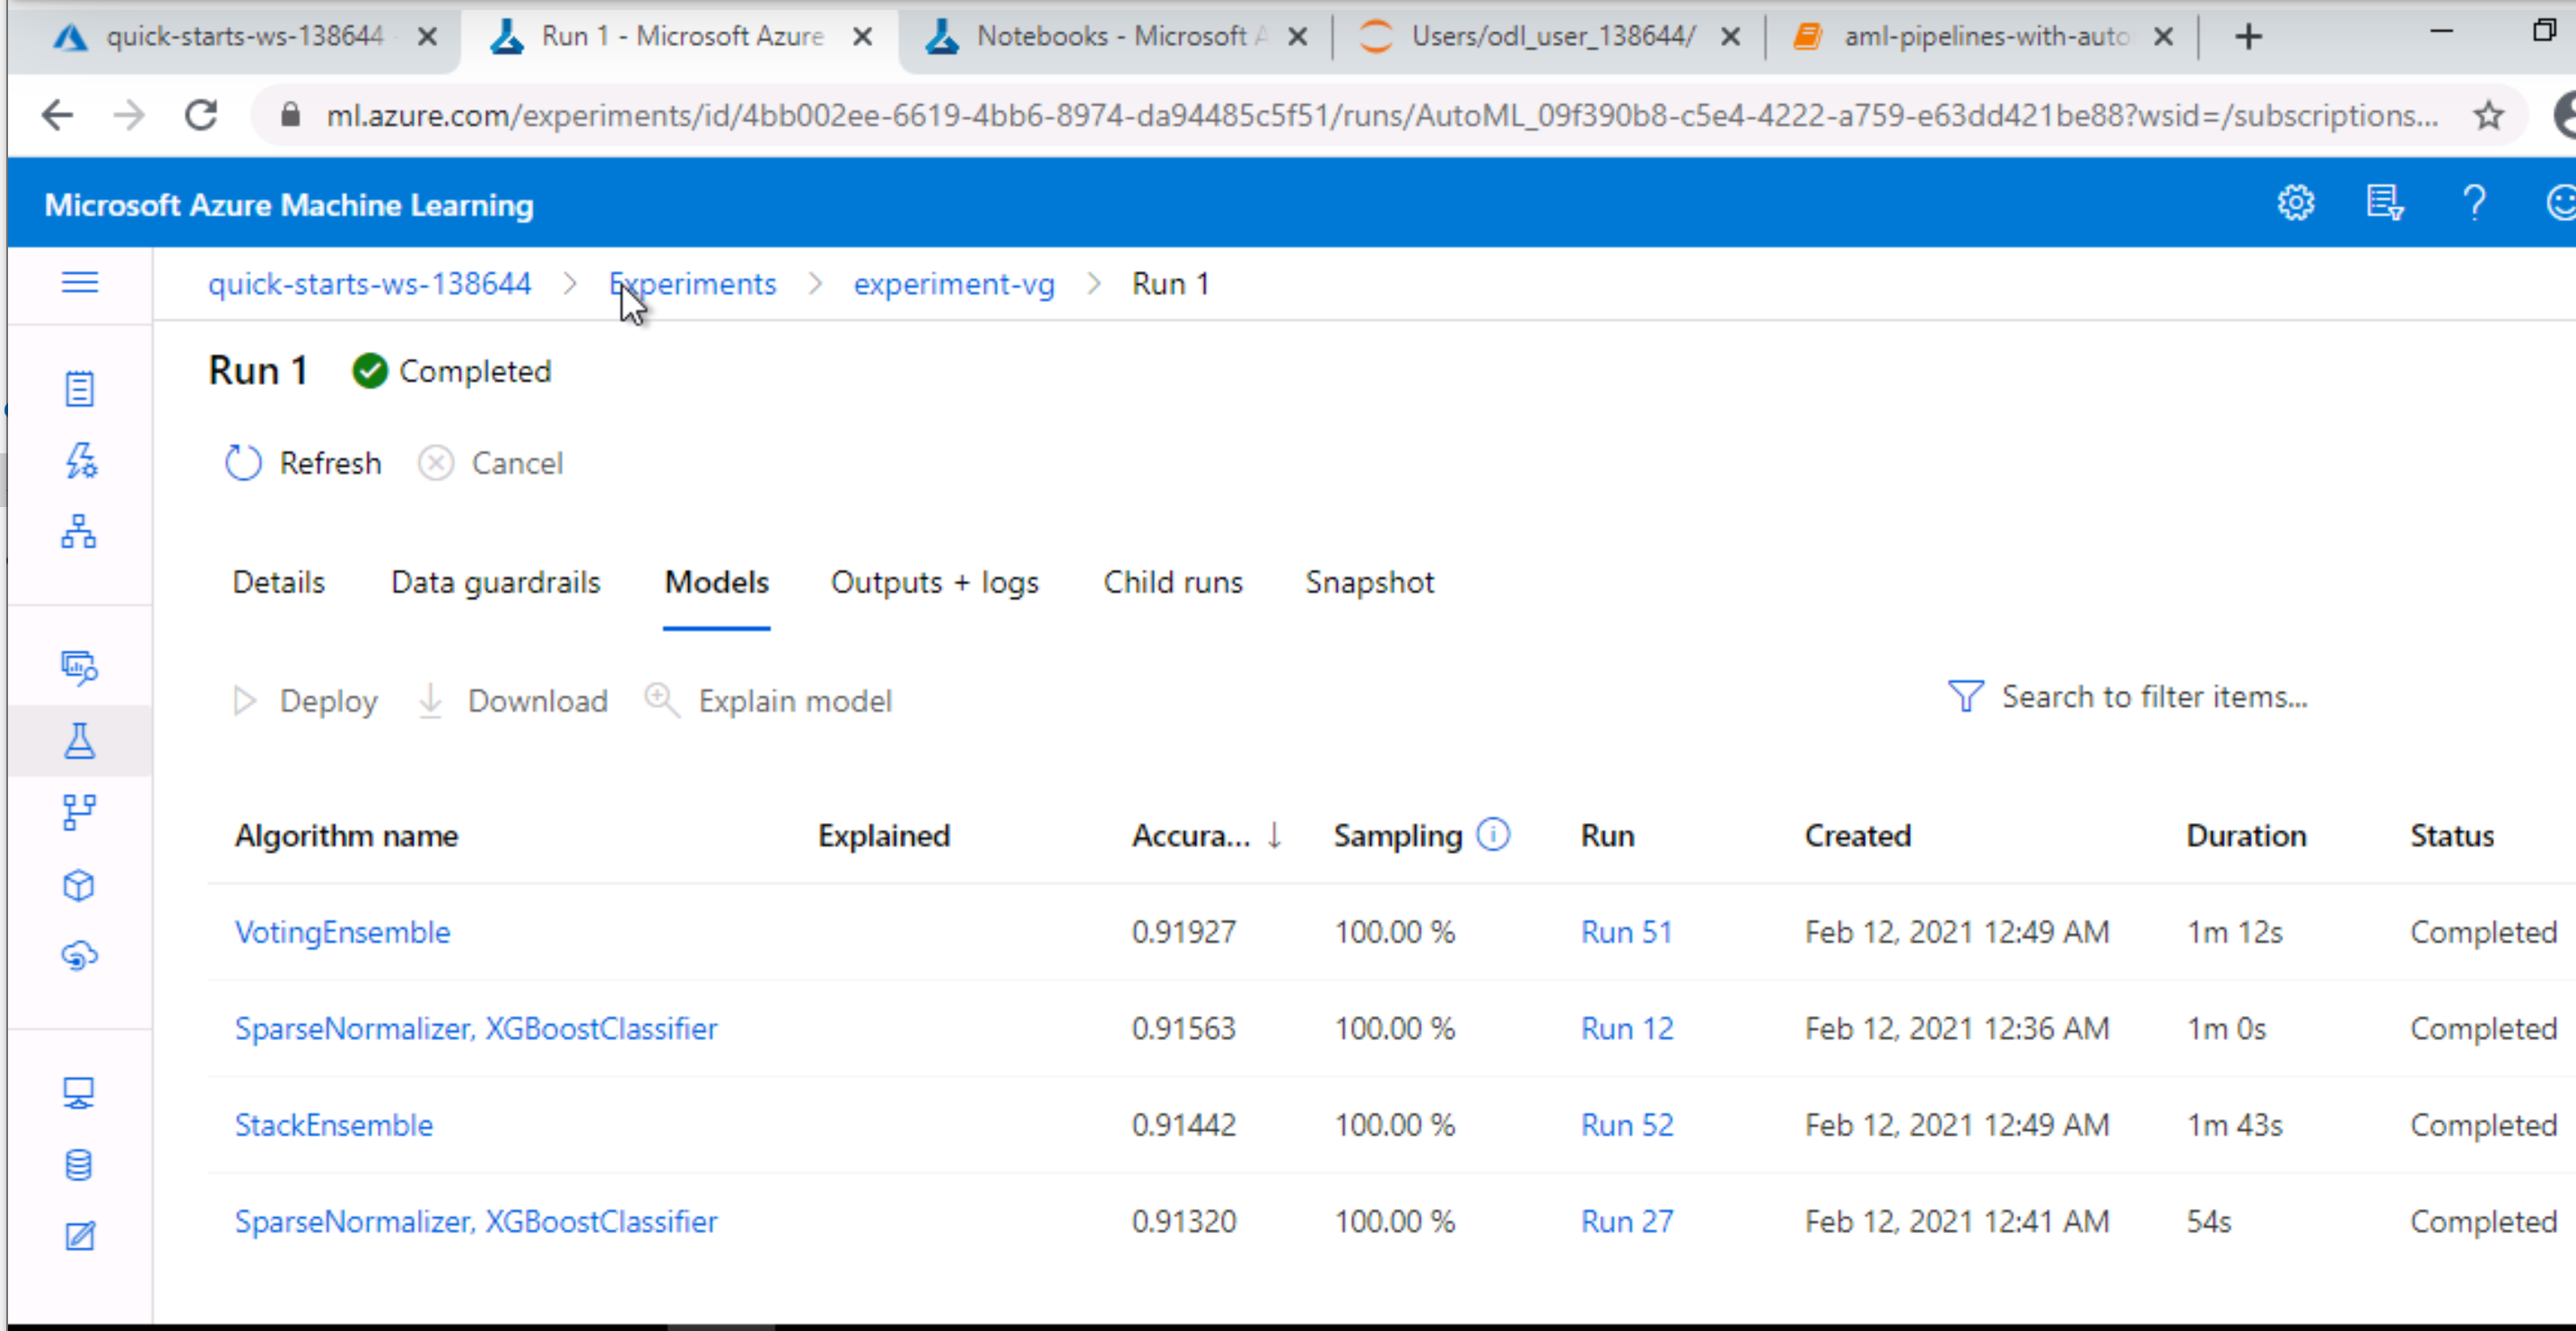 quick-starts-ws-138644 - Run 1 - Microsoft Azure Notebooks - Microsoft A Users/odl_user_138644/ aml-pipelines-with-auto
ml.azure.com/experiments/id/4bb002ee-6619-4bb6-8974-da94485c5f51/runs/AutoML_09f390b8-c5e4-4222-a759-e63dd421be88?wsid=/subscriptions...
Microsoft Azure Machine Learning
quick-starts-ws-138644 > Experiments > experiment-vg > Run 1
Run 1 Completed
Refresh Cancel
Details Data guardrails Models Outputs + logs Child runs Snapshot
Deploy Download Explain model Search to filter items...
Algorithm name Explained Accura... ↓ Sampling Run Created Duration Status
VotingEnsemble 0.91927 100.00 % Run 51 Feb 12, 2021 12:49 AM 1m 12s Completed
SparseNormalizer, XGBoostClassifier 0.91563 100.00 % Run 12 Feb 12, 2021 12:36 AM 1m 0s Completed
StackEnsemble 0.91442 100.00 % Run 52 Feb 12, 2021 12:49 AM 1m 43s Completed
SparseNormalizer, XGBoostClassifier 0.91320 100.00 % Run 27 Feb 12, 2021 12:41 AM 54s Completed